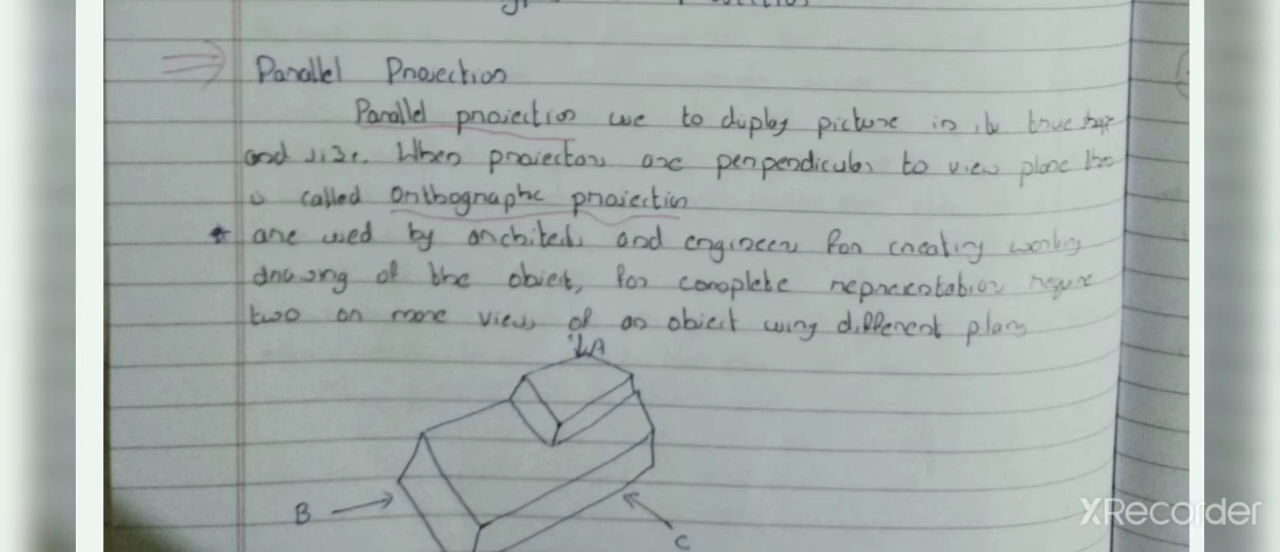 Parallel Projection
Parallel projection use to display picture in its true shape
and size. When projectors are perpendicular to view plane this
is called Orthographic projection
* are used by architects and engineers for creating working
drawing of the object, for complete representation require
two or more views of an object using different planes
A
B
C
XRecorder